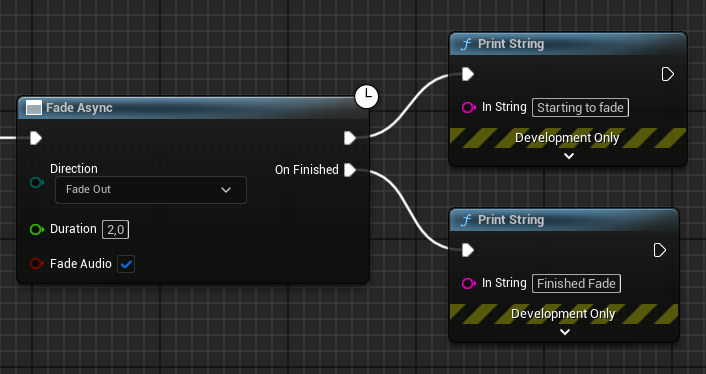 Print String
In String Starting to fade
Development Only
Fade Async
Direction
Fade Out
On Finished
Duration 2,0
Fade Audio
Print String
In String Finished Fade
Development Only